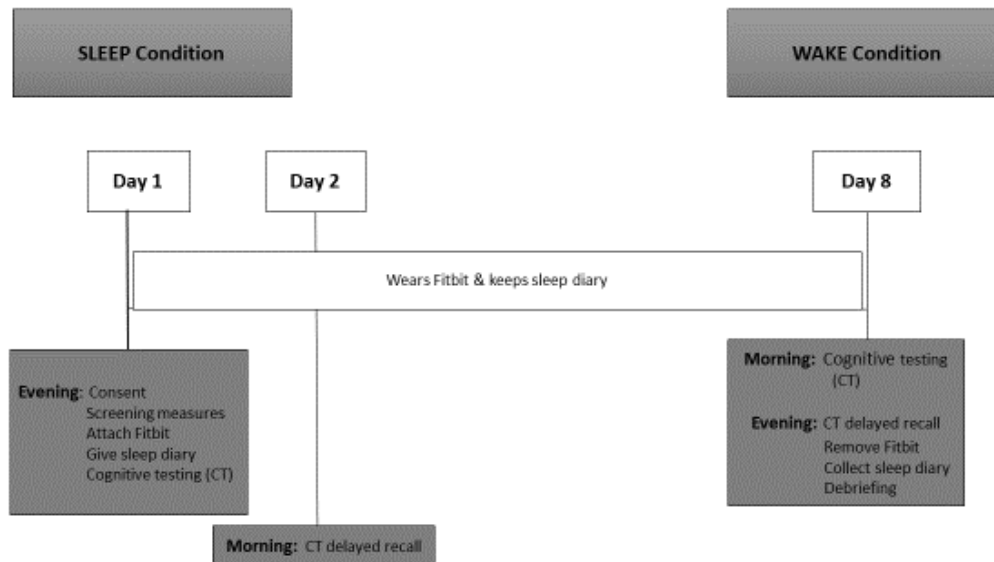 SLEEP Condition
WAKE Condition
Day 1
Day 2
Day 8
Wears Fitbit & keeps sleep diary
Evening: Consent
Screening measures
Attach Fitbit
Give sleep diary
Cognitive testing (CT)
Morning: CT delayed recall
Morning: Cognitive testing
(CT)
Evening: CT delayed recall
Remove Fitbit
Collect sleep diary
Debriefing